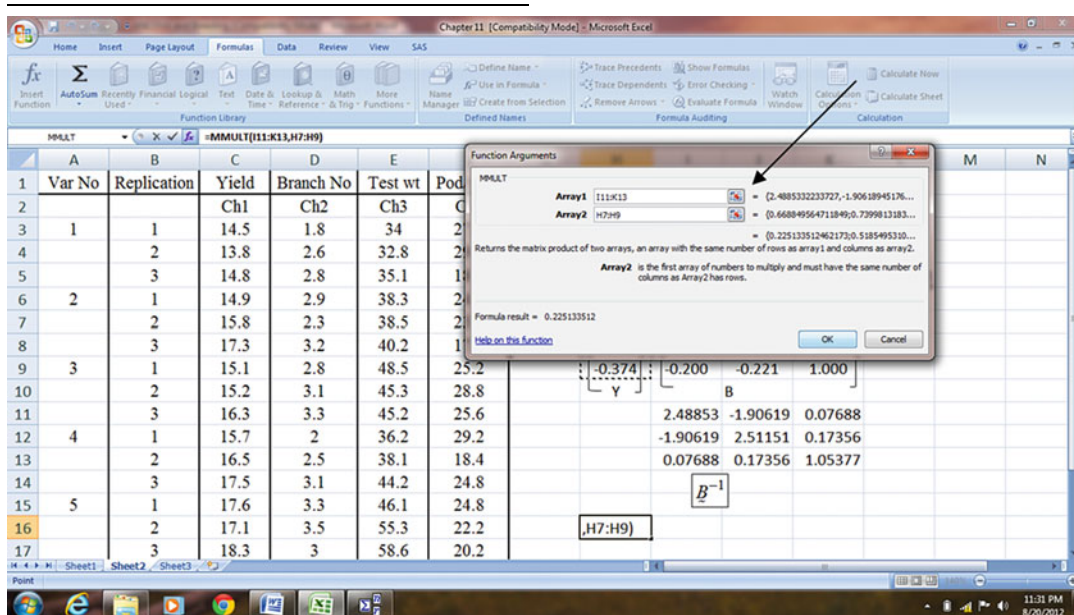 Chapter11 [Compatibility Mode] - Microsoft Excel
Home Insert Page Layout Formulas Data Review View SAS
fx Insert Function
Σ AutoSum
Recently Used
Financial
Logical
Text
Date & Time
Lookup & Reference
Math & Trig
More Functions
Function Library
Name Manager
Define Name
Use in Formula
Create from Selection
Defined Names
Trace Precedents
Trace Dependents
Remove Arrows
Show Formulas
Error Checking
Evaluate Formula
Watch Window
Formula Auditing
Calculation Options
Calculate Now
Calculate Sheet
Calculation
MMULT fx =MMULT(I11:K13,H7:H9)
A B C D E M N
1 Var No Replication Yield Branch No Test wt Pod
2 Ch1 Ch2 Ch3
3 1 1 14.5 1.8 34
4 2 13.8 2.6 32.8
5 3 14.8 2.8 35.1
6 2 1 14.9 2.9 38.3
7 2 15.8 2.3 38.5
8 3 17.3 3.2 40.2
9 3 1 15.1 2.8 48.5 25.2 -0.374 -0.200 -0.221 1.000
10 2 15.2 3.1 45.3 28.8 Y B
11 3 16.3 3.3 45.2 25.6 2.48853 -1.90619 0.07688
12 4 1 15.7 2 36.2 29.2 -1.90619 2.51151 0.17356
13 2 16.5 2.5 38.1 18.4 0.07688 0.17356 1.05377
14 3 17.5 3.1 44.2 24.8 B⁻¹
15 5 1 17.6 3.3 46.1 24.8
16 2 17.1 3.5 55.3 22.2 ,H7:H9)
17 3 18.3 3 58.6 20.2
Function Arguments
MMULT
Array1 I11:K13 = {2.4885332233727,-1.90618945176...
Array2 H7:H9 = {0.668849564711849;0.7399813183...
= {0.225133512462173;0.5185495310...
Returns the matrix product of two arrays, an array with the same number of rows as array1 and columns as array2.
Array2 is the first array of numbers to multiply and must have the same number of
columns as Array2 has rows.
Formula result = 0.225133512
Help on this function OK Cancel
Sheet1 Sheet2 Sheet3
Point
11:31 PM
8/20/2012